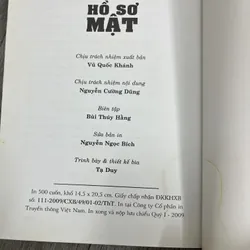 HỒ SƠ
MẬT
Chịu trách nhiệm xuất bản
Vũ Quốc Khánh
Chịu trách nhiệm nội dung
Nguyễn Cường Dũng
Biên tập
Bùi Thúy Hằng
Sửa bản in
Nguyễn Ngọc Bích
Trình bày & thiết kế bìa
Tạ Duy
In 500 cuốn, khổ 14,5 x 20,5 cm. Giấy chấp nhận ĐKKHXB
số: 111-2009/CXB/49/01-02/TNT. In tại Công ty Cổ phần in
Truyền thông Việt Nam. In xong và nộp lưu chiểu Quý I - 2009